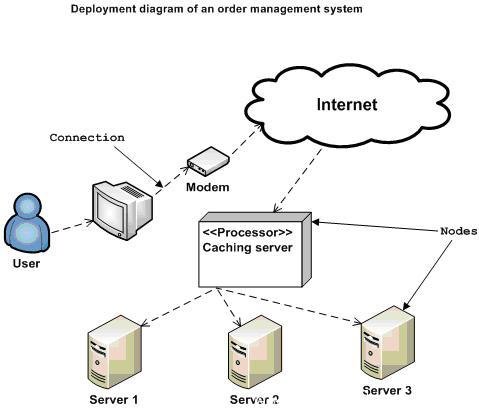 Deployment diagram of an order management system
Internet
Connection
Modem
<<Processor>>
Caching server
Nodes
User
Server 1
Server 2
Server 3